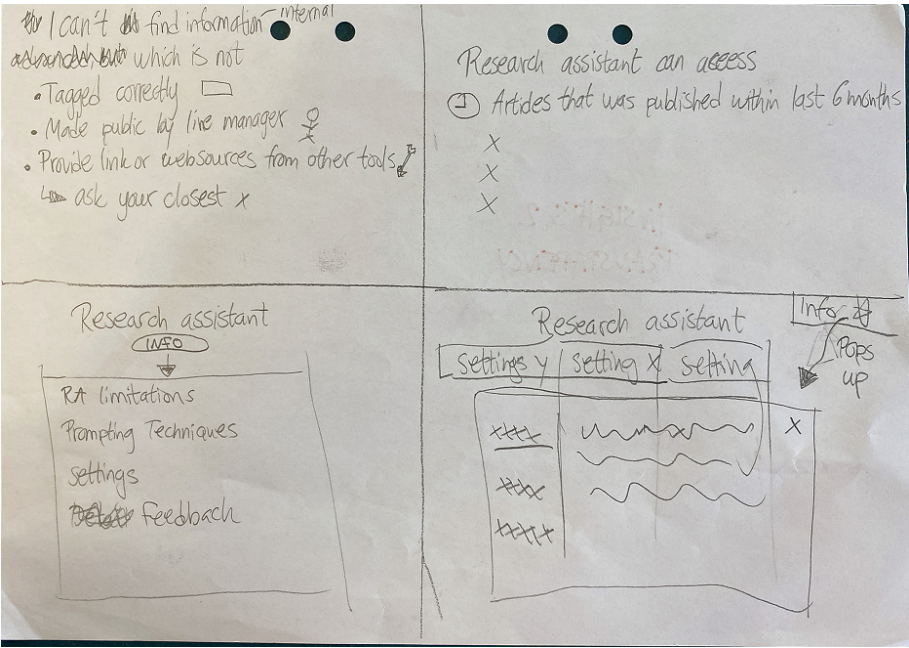 I can't find information internal
which is not
• Tagged correctly
• Made public by line manager
• Provide link or websources from other tools
ask your closest x
Research assistant can access
Articles that was published within last 6 months
x
x
x
Research assistant
INFO
RA limitations
Prompting Techniques
settings
feedback
Research assistant
Infor
Pops
up
settings y
setting x
setting
x